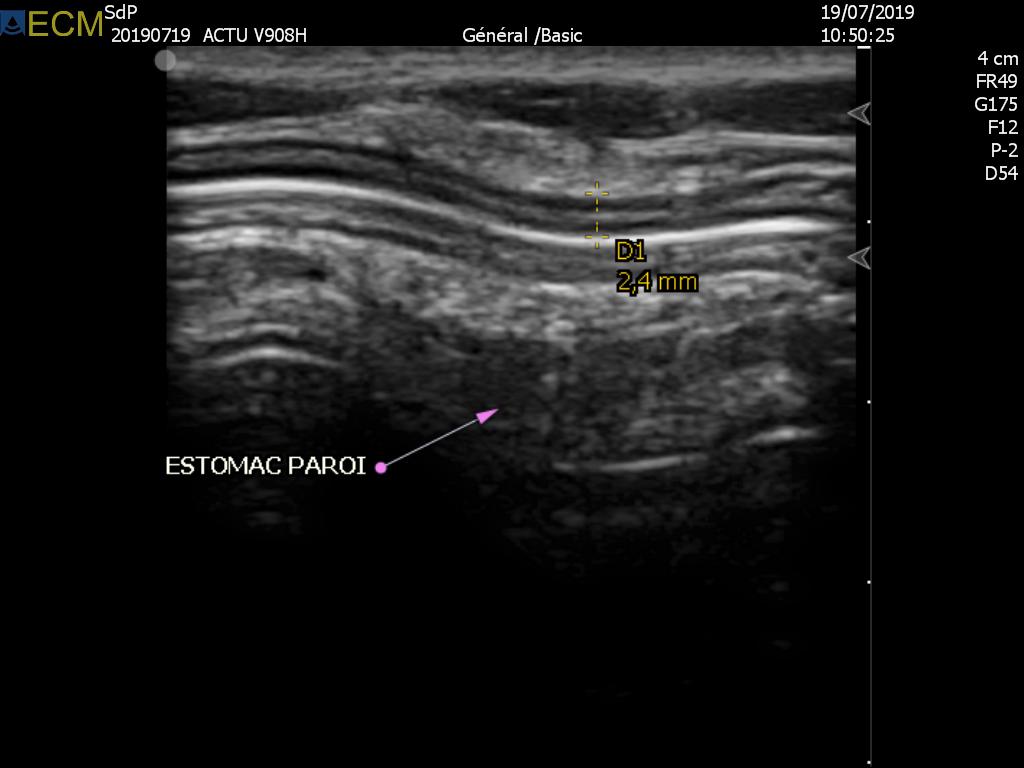 ECM
SdP
20190719 ACTU V908H
Général /Basic
19/07/2019
10:50:25
4 cm
FR49
G175
F12
P-2
D54
D1
2,4 mm
ESTOMAC PAROI